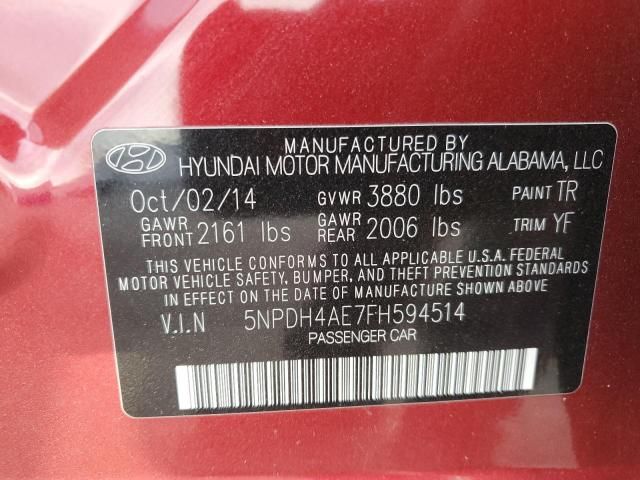 MANUFACTURED BY
HYUNDAI MOTOR MANUFACTURING ALABAMA, LLC
Oct/02/14 GVWR 3880 lbs PAINT TR
GAWR FRONT 2161 lbs GAWR REAR 2006 lbs TRIM YF
THIS VEHICLE CONFORMS TO ALL APPLICABLE U.S.A. FEDERAL
MOTOR VEHICLE SAFETY, BUMPER, AND THEFT PREVENTION STANDARDS
IN EFFECT ON THE DATE OF MANUFACTURE SHOWN ABOVE.
V.I.N 5NPDH4AE7FH594514
PASSENGER CAR